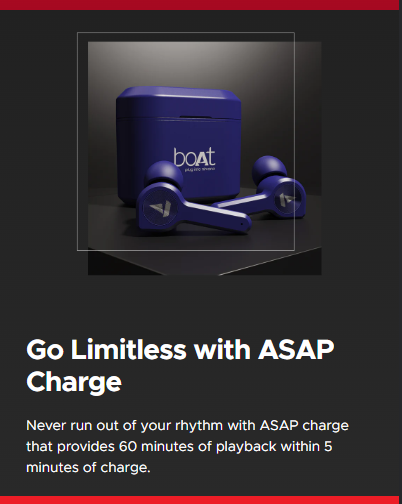 boAt
plug into nirvana
Go Limitless with ASAP
Charge
Never run out of your rhythm with ASAP charge
that provides 60 minutes of playback within 5
minutes of charge.